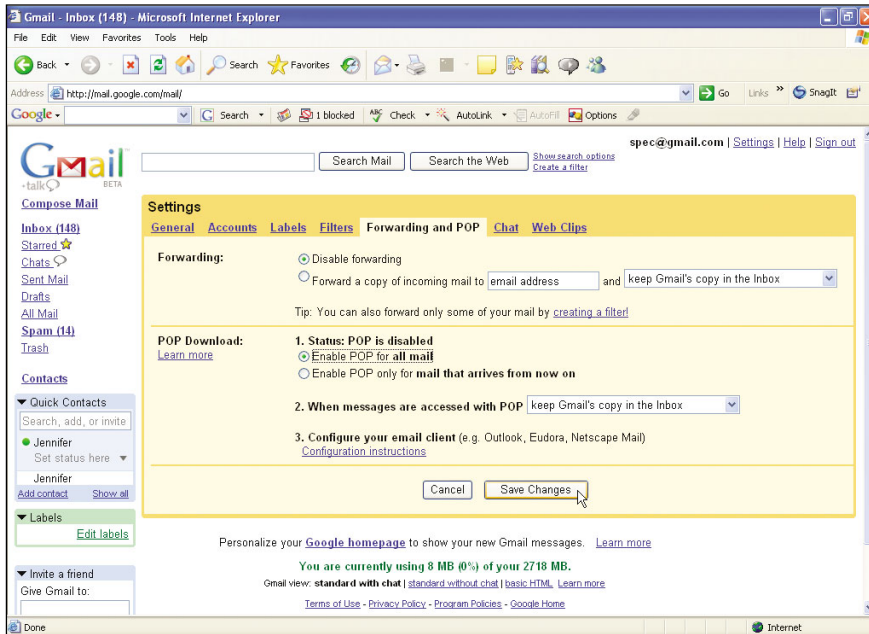 Gmail - Inbox (148) - Microsoft Internet Explorer
File Edit View Favorites Tools Help
Back Search Favorites
Address http://mail.google.com/mail/ Go Links » SnagIt
Google Search 1 blocked ABC Check AutoLink AutoFill Options
spec@gmail.com | Settings | Help | Sign out
Gmail
talk BETA
Search Mail Search the Web Show search options
Create a filter
Compose Mail
Inbox (148)
Starred
Chats
Sent Mail
Drafts
All Mail
Spam (14)
Trash
Contacts
Quick Contacts
Search, add, or invite
Jennifer
Set status here
Jennifer
Add contact Show all
Labels
Edit labels
Invite a friend
Give Gmail to:
Settings
General Accounts Labels Filters Forwarding and POP Chat Web Clips
Forwarding: Disable forwarding
Forward a copy of incoming mail to email address and keep Gmail's copy in the Inbox
Tip: You can also forward only some of your mail by creating a filter!
POP Download: 1. Status: POP is disabled
Learn more Enable POP for all mail
Enable POP only for mail that arrives from now on
2. When messages are accessed with POP keep Gmail's copy in the Inbox
3. Configure your email client (e.g. Outlook, Eudora, Netscape Mail)
Configuration instructions
Cancel Save Changes
Personalize your Google homepage to show your new Gmail messages. Learn more
You are currently using 8 MB (0%) of your 2718 MB.
Gmail view: standard with chat | standard without chat | basic HTML Learn more
Terms of Use - Privacy Policy - Program Policies - Google Home
Done Internet